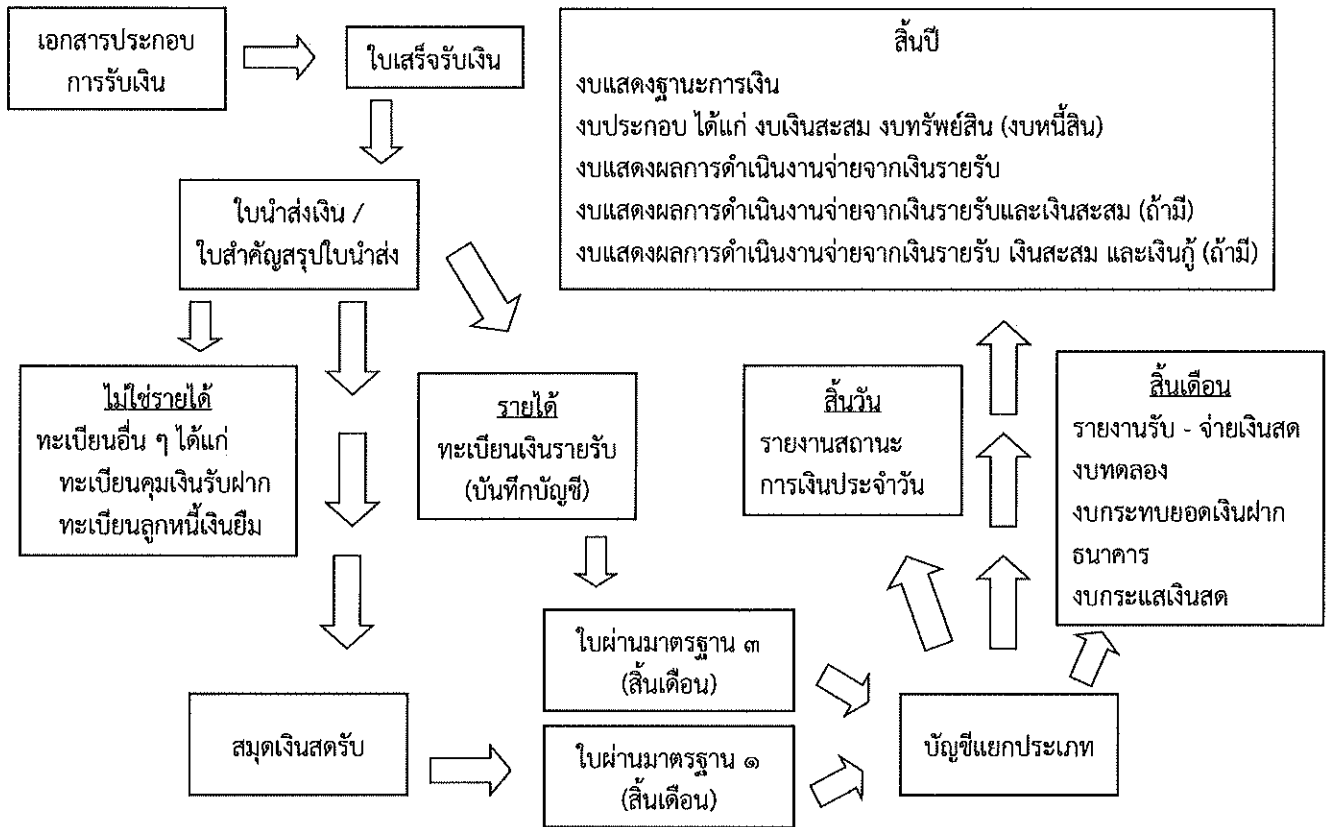 เอกสารประกอบ
การรับเงิน
ใบเสร็จรับเงิน
สิ้นปี
งบแสดงฐานะการเงิน
งบประกอบ ได้แก่ งบเงินสะสม งบทรัพย์สิน (งบหนี้สิน)
งบแสดงผลการดำเนินงานจ่ายจากเงินรายรับ
งบแสดงผลการดำเนินงานจ่ายจากเงินรายรับและเงินสะสม (ถ้ามี)
งบแสดงผลการดำเนินงานจ่ายจากเงินรายรับ เงินสะสม และเงินกู้ (ถ้ามี)
ใบนำส่งเงิน /
ใบสำคัญสรุปใบนำส่ง
ไม่ใช่รายได้
ทะเบียนอื่น ๆ ได้แก่
ทะเบียนคุมเงินรับฝาก
ทะเบียนลูกหนี้เงินยืม
รายได้
ทะเบียนเงินรายรับ
(บันทึกบัญชี)
สิ้นวัน
รายงานสถานะ
การเงินประจำวัน
สิ้นเดือน
รายงานรับ - จ่ายเงินสด
งบทดลอง
งบกระทบยอดเงินฝาก
ธนาคาร
งบกระแสเงินสด
ใบผ่านมาตรฐาน ๓
(สิ้นเดือน)
สมุดเงินสดรับ
ใบผ่านมาตรฐาน ๑
(สิ้นเดือน)
บัญชีแยกประเภท